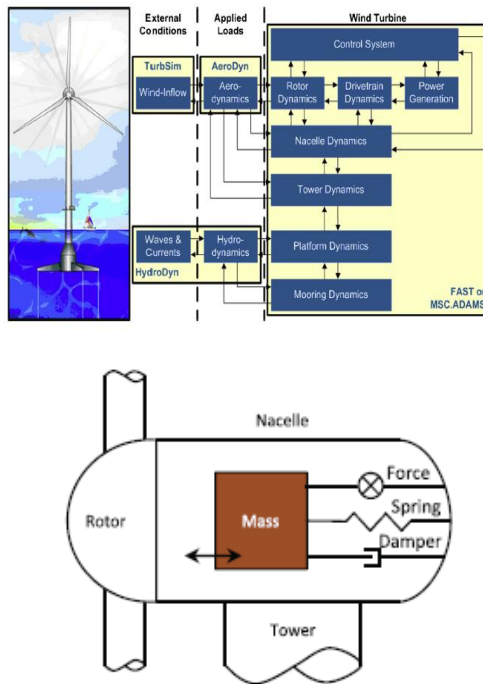 External
Conditions
Applied
Loads
Wind Turbine
TurbSim
AeroDyn
Control System
Wind-Inflow
Aero-
dynamics
Rotor
Dynamics
Drivetrain
Dynamics
Power
Generation
Nacelle Dynamics
Tower Dynamics
Waves &
Currents
Hydro-
dynamics
Platform Dynamics
HydroDyn
Mooring Dynamics
FAST or
MSC.ADAMS
Nacelle
Force
Spring
Damper
Rotor
Mass
Tower